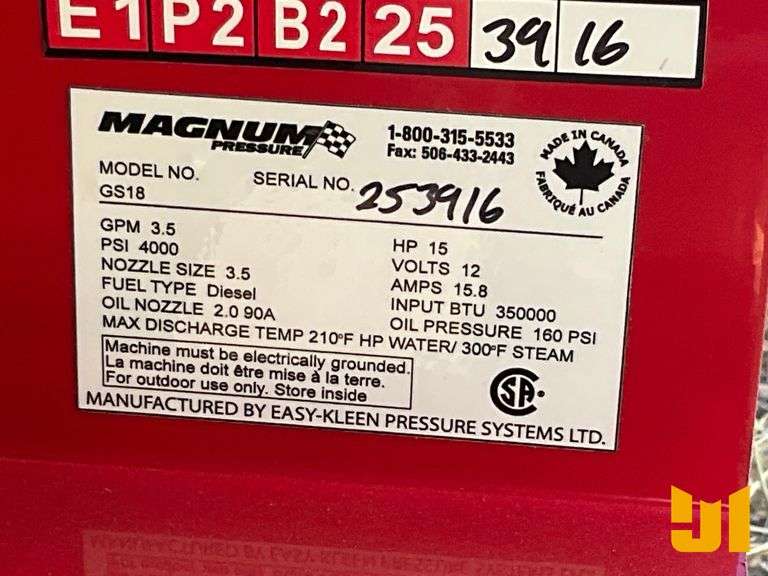 E1 P2 B2 25 39 16
MAGNUM
PRESSURE
1-800-315-5533
Fax: 506-433-2443
MADE IN CANADA
FABRIQUÉ AU CANADA
MODEL NO. SERIAL NO. 253916
GS18
GPM 3.5
PSI 4000
NOZZLE SIZE 3.5
FUEL TYPE Diesel
OIL NOZZLE 2.0 90A
HP 15
VOLTS 12
AMPS 15.8
INPUT BTU 350000
OIL PRESSURE 160 PSI
MAX DISCHARGE TEMP 210°F HP WATER/ 300°F STEAM
Machine must be electrically grounded.
La machine doit être mise à la terre.
For outdoor use only. Store inside
CSA
MANUFACTURED BY EASY-KLEEN PRESSURE SYSTEMS LTD.